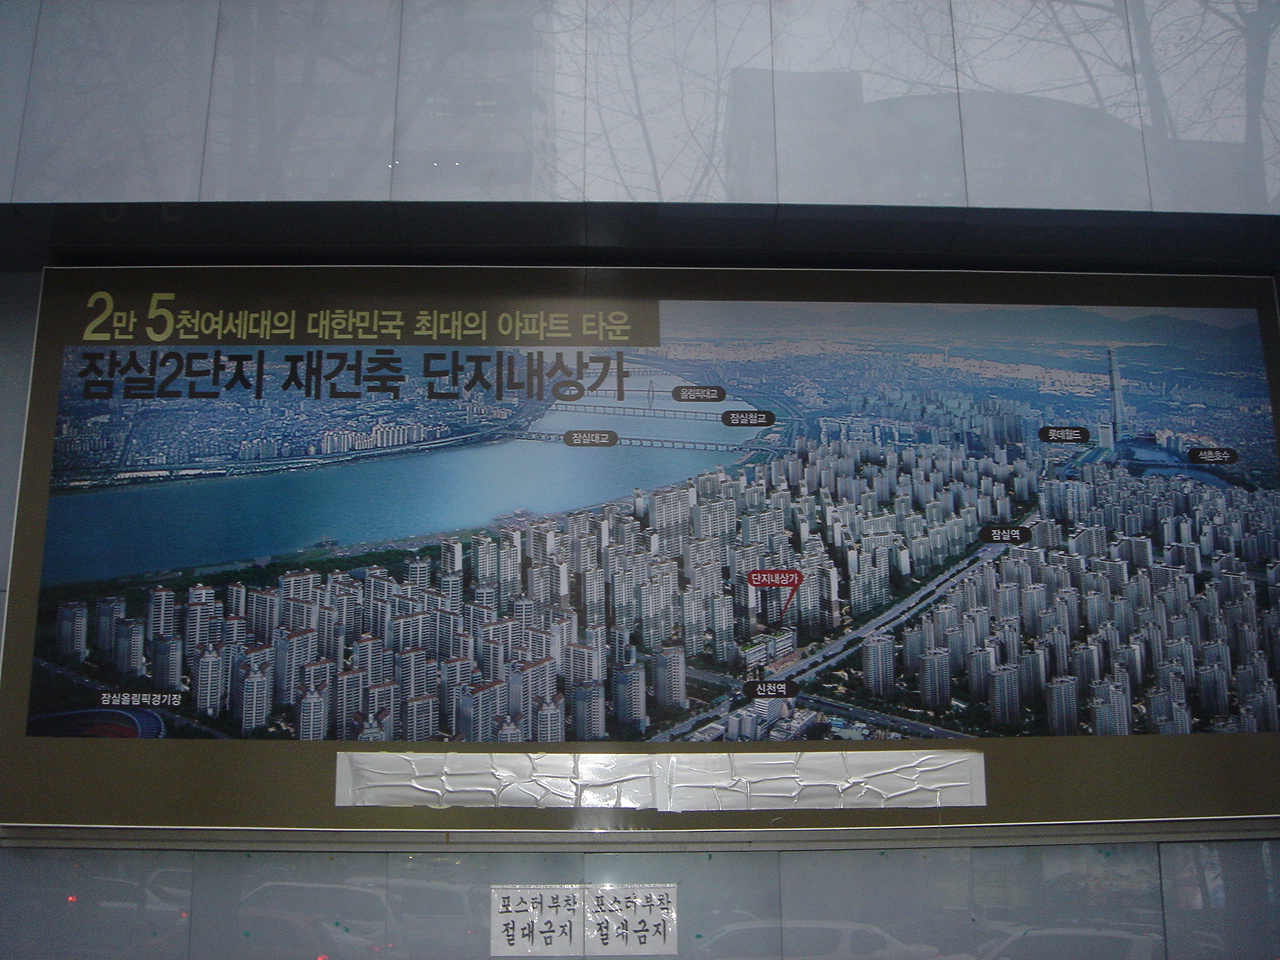 2만 5천여세대의 대한민국 최대의 아파트 타운
잠실2단지 재건축 단지내상가
올림픽대교
잠실철교
잠실대교
롯데월드
석촌호수
잠실역
단지내상가
신천역
잠실올림픽경기장
포스터부착 포스터부착
절대금지 절대금지